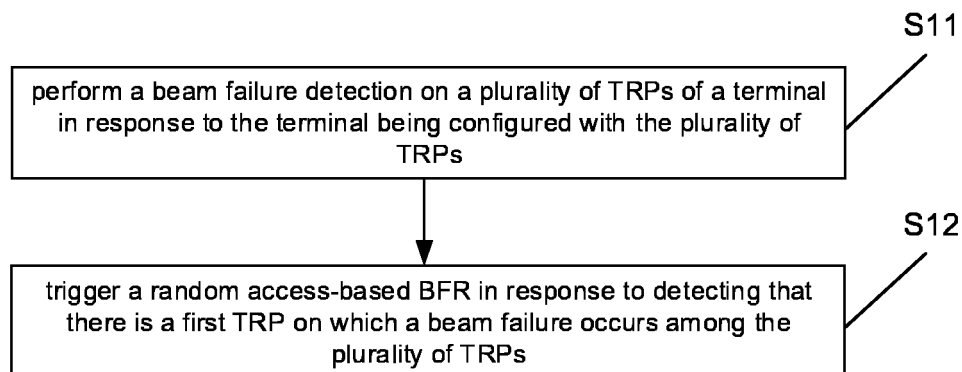 S11
perform a beam failure detection on a plurality of TRPs of a terminal
in response to the terminal being configured with the plurality of
TRPs
S12
trigger a random access-based BFR in response to detecting that
there is a first TRP on which a beam failure occurs among the
plurality of TRPs